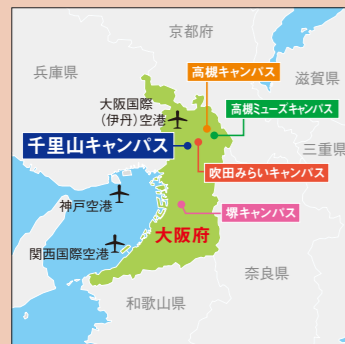 京都府
兵庫県
滋賀県
高槻キャンパス
大阪国際
（伊丹）空港
高槻ミューズキャンパス
千里山キャンパス
三重県
吹田みらいキャンパス
神戸空港
堺キャンパス
大阪府
関西国際空港
奈良県
和歌山県